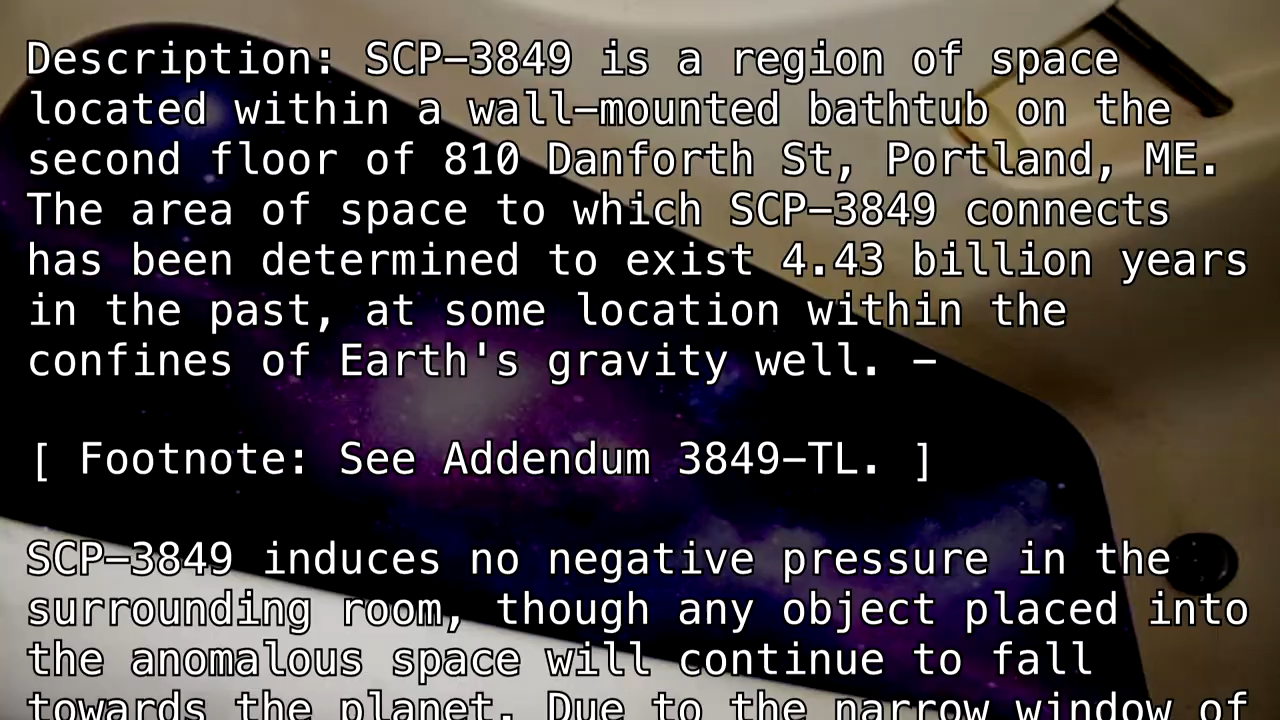 Description: SCP–3849 is a region of space
located within a wall–mounted bathtub on the
second floor of 810 Danforth St, Portland, ME.
The area of space to which SCP–3849 connects
has been determined to exist 4.43 billion years
in the past, at some location within the
confines of Earth's gravity well. –
[ Footnote: See Addendum 3849–TL. ]
SCP–3849 induces no negative pressure in the
surrounding room, though any object placed into
the anomalous space will continue to fall
towards the planet. Due to the narrow window of